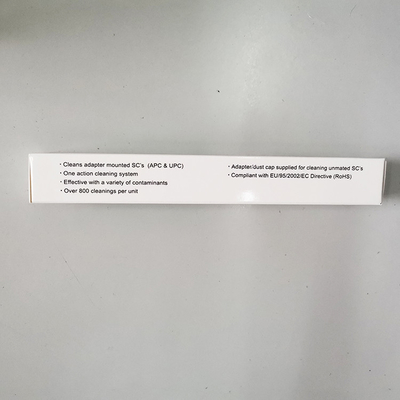 · Cleans adapter mounted SC's (APC & UPC)
· One action cleaning system
· Effective with a variety of contaminants
· Over 800 cleanings per unit
· Adapter/dust cap supplied for cleaning unmated SC's
· Compliant with EU/95/2002/EC Directive (RoHS)